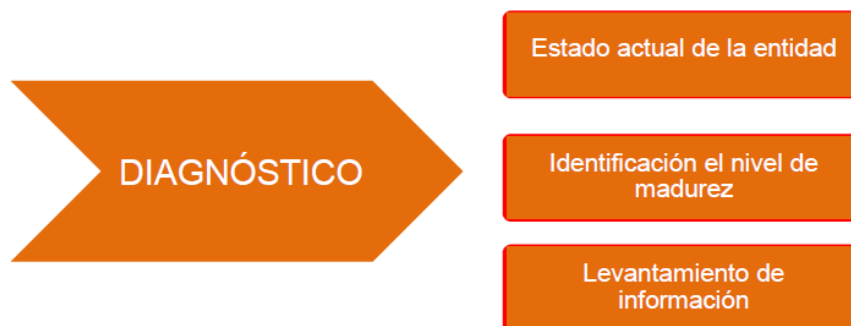 Estado actual de la entidad
DIAGNÓSTICO
Identificación el nivel de
madurez
Levantamiento de
información